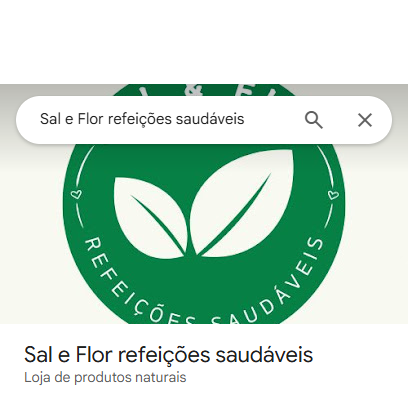 Sal e Flor refeições saudáveis
REFEIÇÕES SAUDÁVEIS
Sal e Flor refeições saudáveis
Loja de produtos naturais